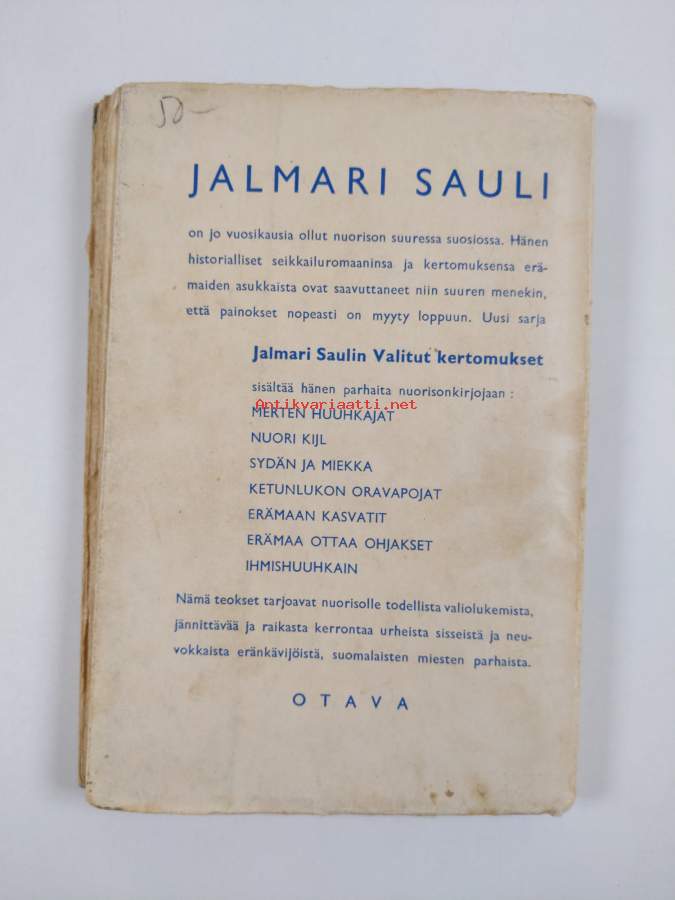 50-
JALMARI SAULI
on jo vuosikausia ollut nuorison suuressa suosiossa. Hänen
historialliset seikkailuromaaninsa ja kertomuksensa erä-
maiden asukkaista ovat saavuttaneet niin suuren menekin,
että painokset nopeasti on myyty loppuun. Uusi sarja
Jalmari Saulin Valitut kertomukset
sisältää hänen parhaita nuorisonkirjojaan :
Antikvariaatti.net
MERTEN HUUHKAJAT
NUORI KIJL
SYDÄN JA MIEKKA
KETUNLUKON ORAVAPOJAT
ERÄMAAN KASVATIT
ERÄMAA OTTAA OHJAKSET
IHMISHUUHKAIN
Nämä teokset tarjoavat nuorisolle todellista valiolukemista,
jännittävää ja raikasta kerrontaa urheista sisseistä ja neu-
vokkaista eränkävijöistä, suomalaisten miesten parhaista.
OTAVA